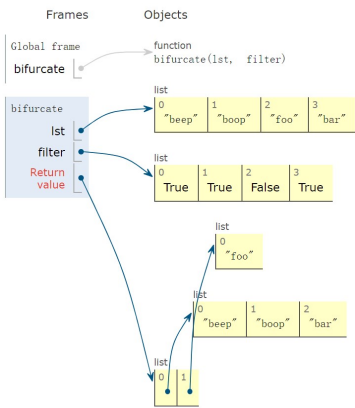 Frames Objects
Global frame
bifurcate
function
bifurcate(lst, filter)
bifurcate
lst
filter
Return
value
list
0 1 2 3
"beep" "boop" "foo" "bar"
list
0 1 2 3
True True False True
list
0
"foo"
list
0 1 2
"beep" "boop" "bar"
list
0 1